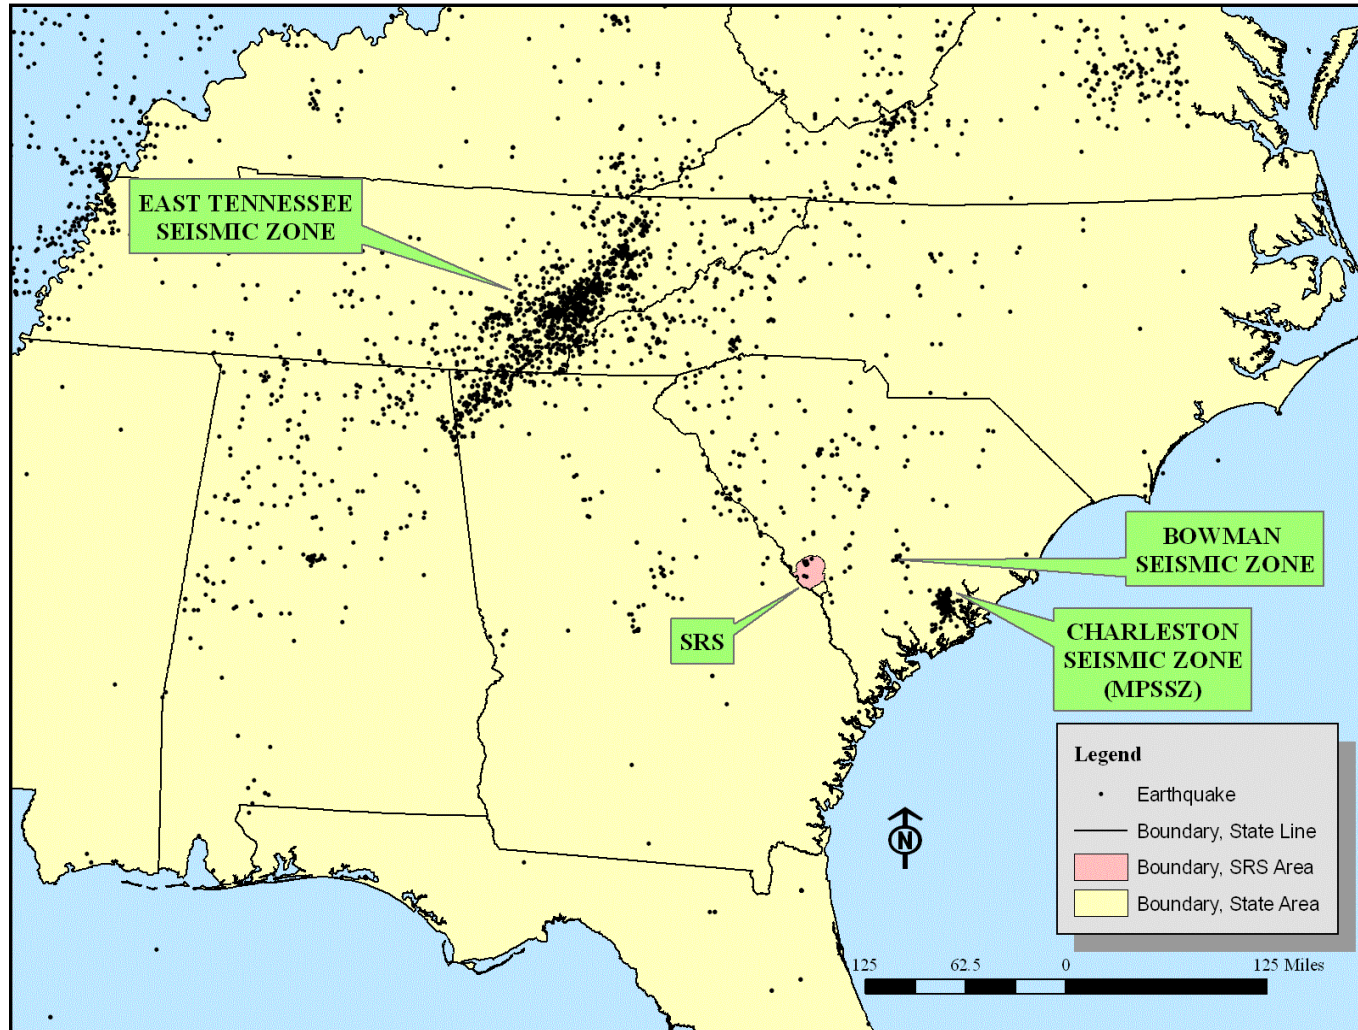 EAST TENNESSEE
SEISMIC ZONE
BOWMAN
SEISMIC ZONE
SRS
CHARLESTON
SEISMIC ZONE
(MPSSZ)
Legend
Earthquake
Boundary, State Line
Boundary, SRS Area
Boundary, State Area
N
125 62.5 0 125 Miles